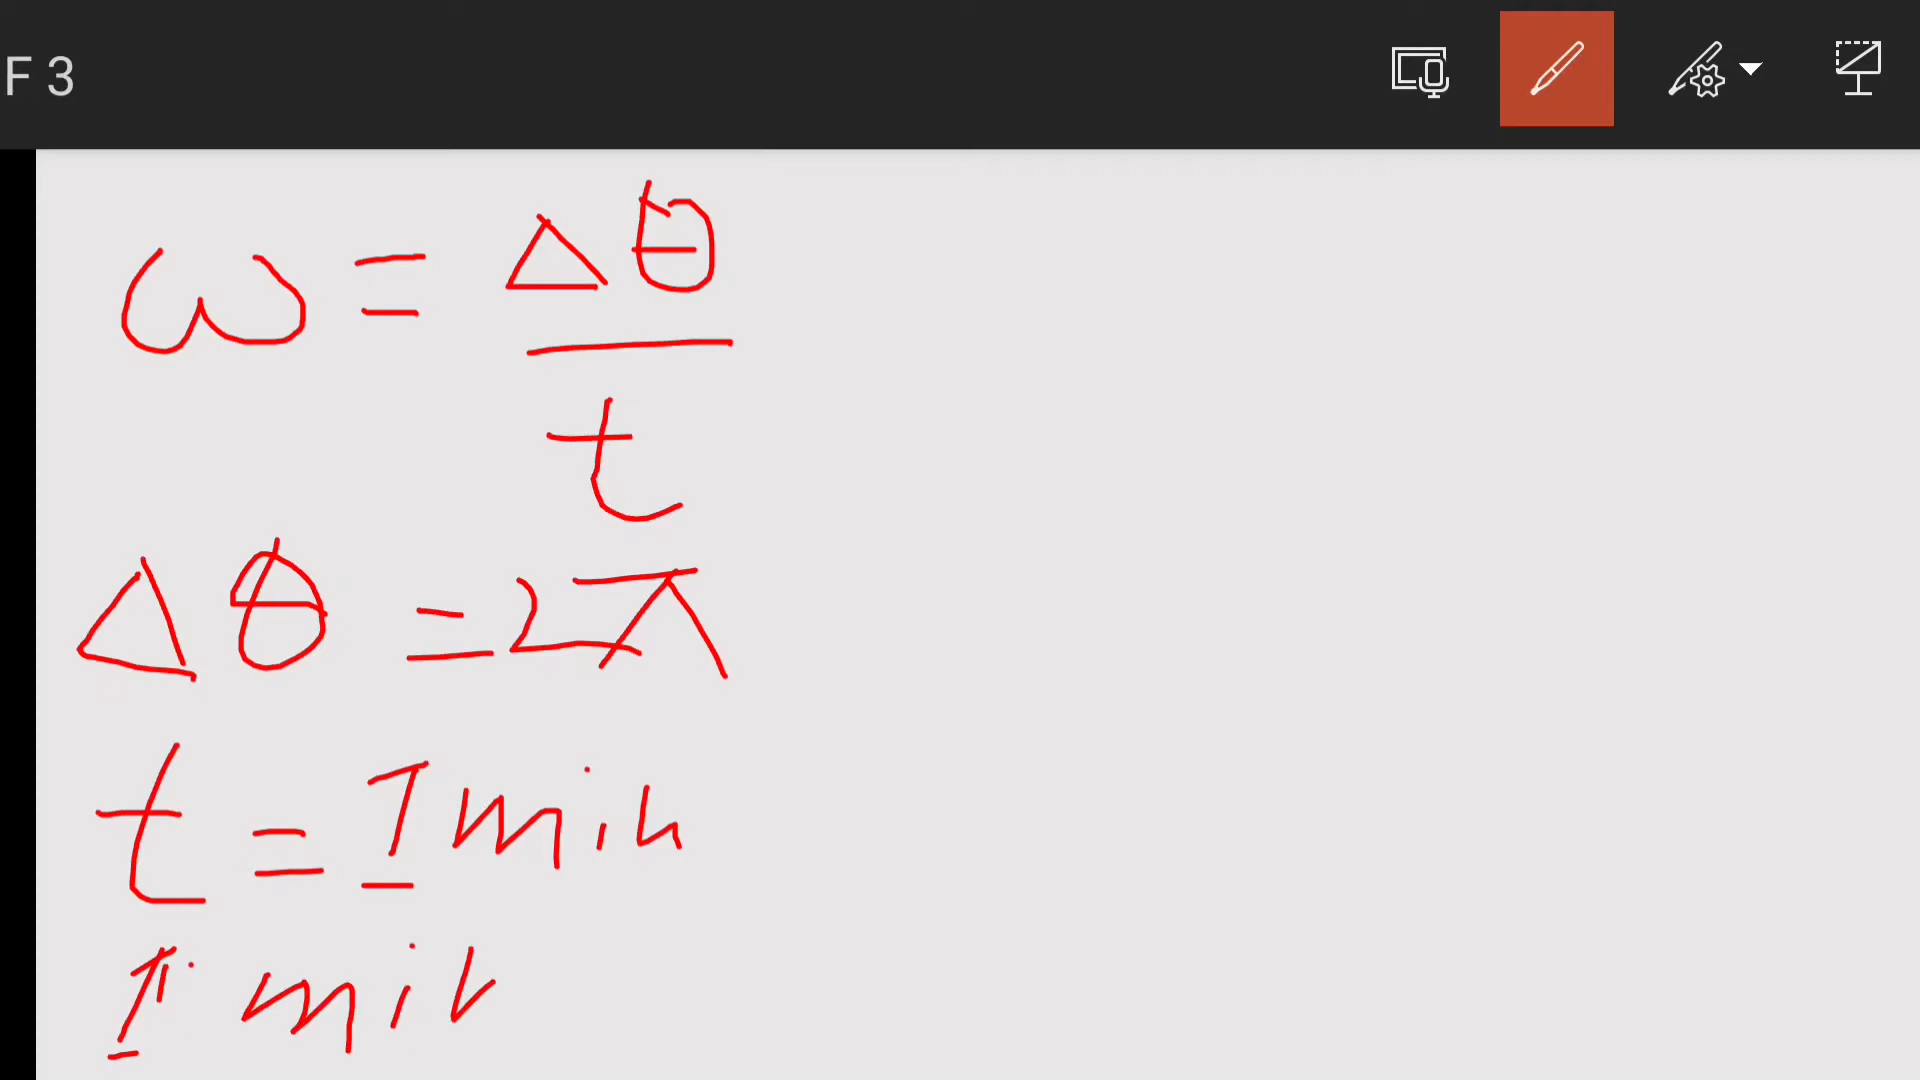 F 3
ω = Δθ / t
Δθ = 2π
t = 1 min
1 min